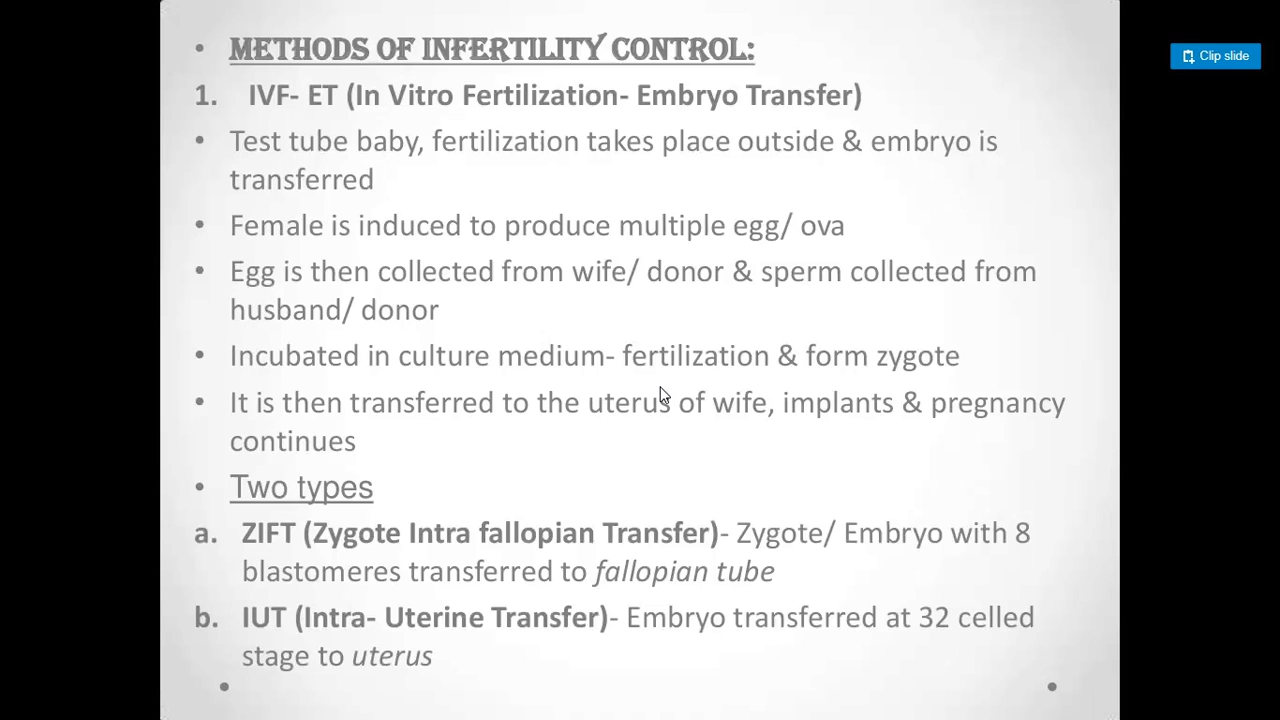 • METHODS OF INFERTILITY CONTROL:
Clip slide
1. IVF- ET (In Vitro Fertilization- Embryo Transfer)
• Test tube baby, fertilization takes place outside & embryo is
transferred
• Female is induced to produce multiple egg/ ova
• Egg is then collected from wife/ donor & sperm collected from
husband/ donor
• Incubated in culture medium- fertilization & form zygote
• It is then transferred to the uterus of wife, implants & pregnancy
continues
• Two types
a. ZIFT (Zygote Intra fallopian Transfer)- Zygote/ Embryo with 8
blastomeres transferred to fallopian tube
b. IUT (Intra- Uterine Transfer)- Embryo transferred at 32 celled
stage to uterus